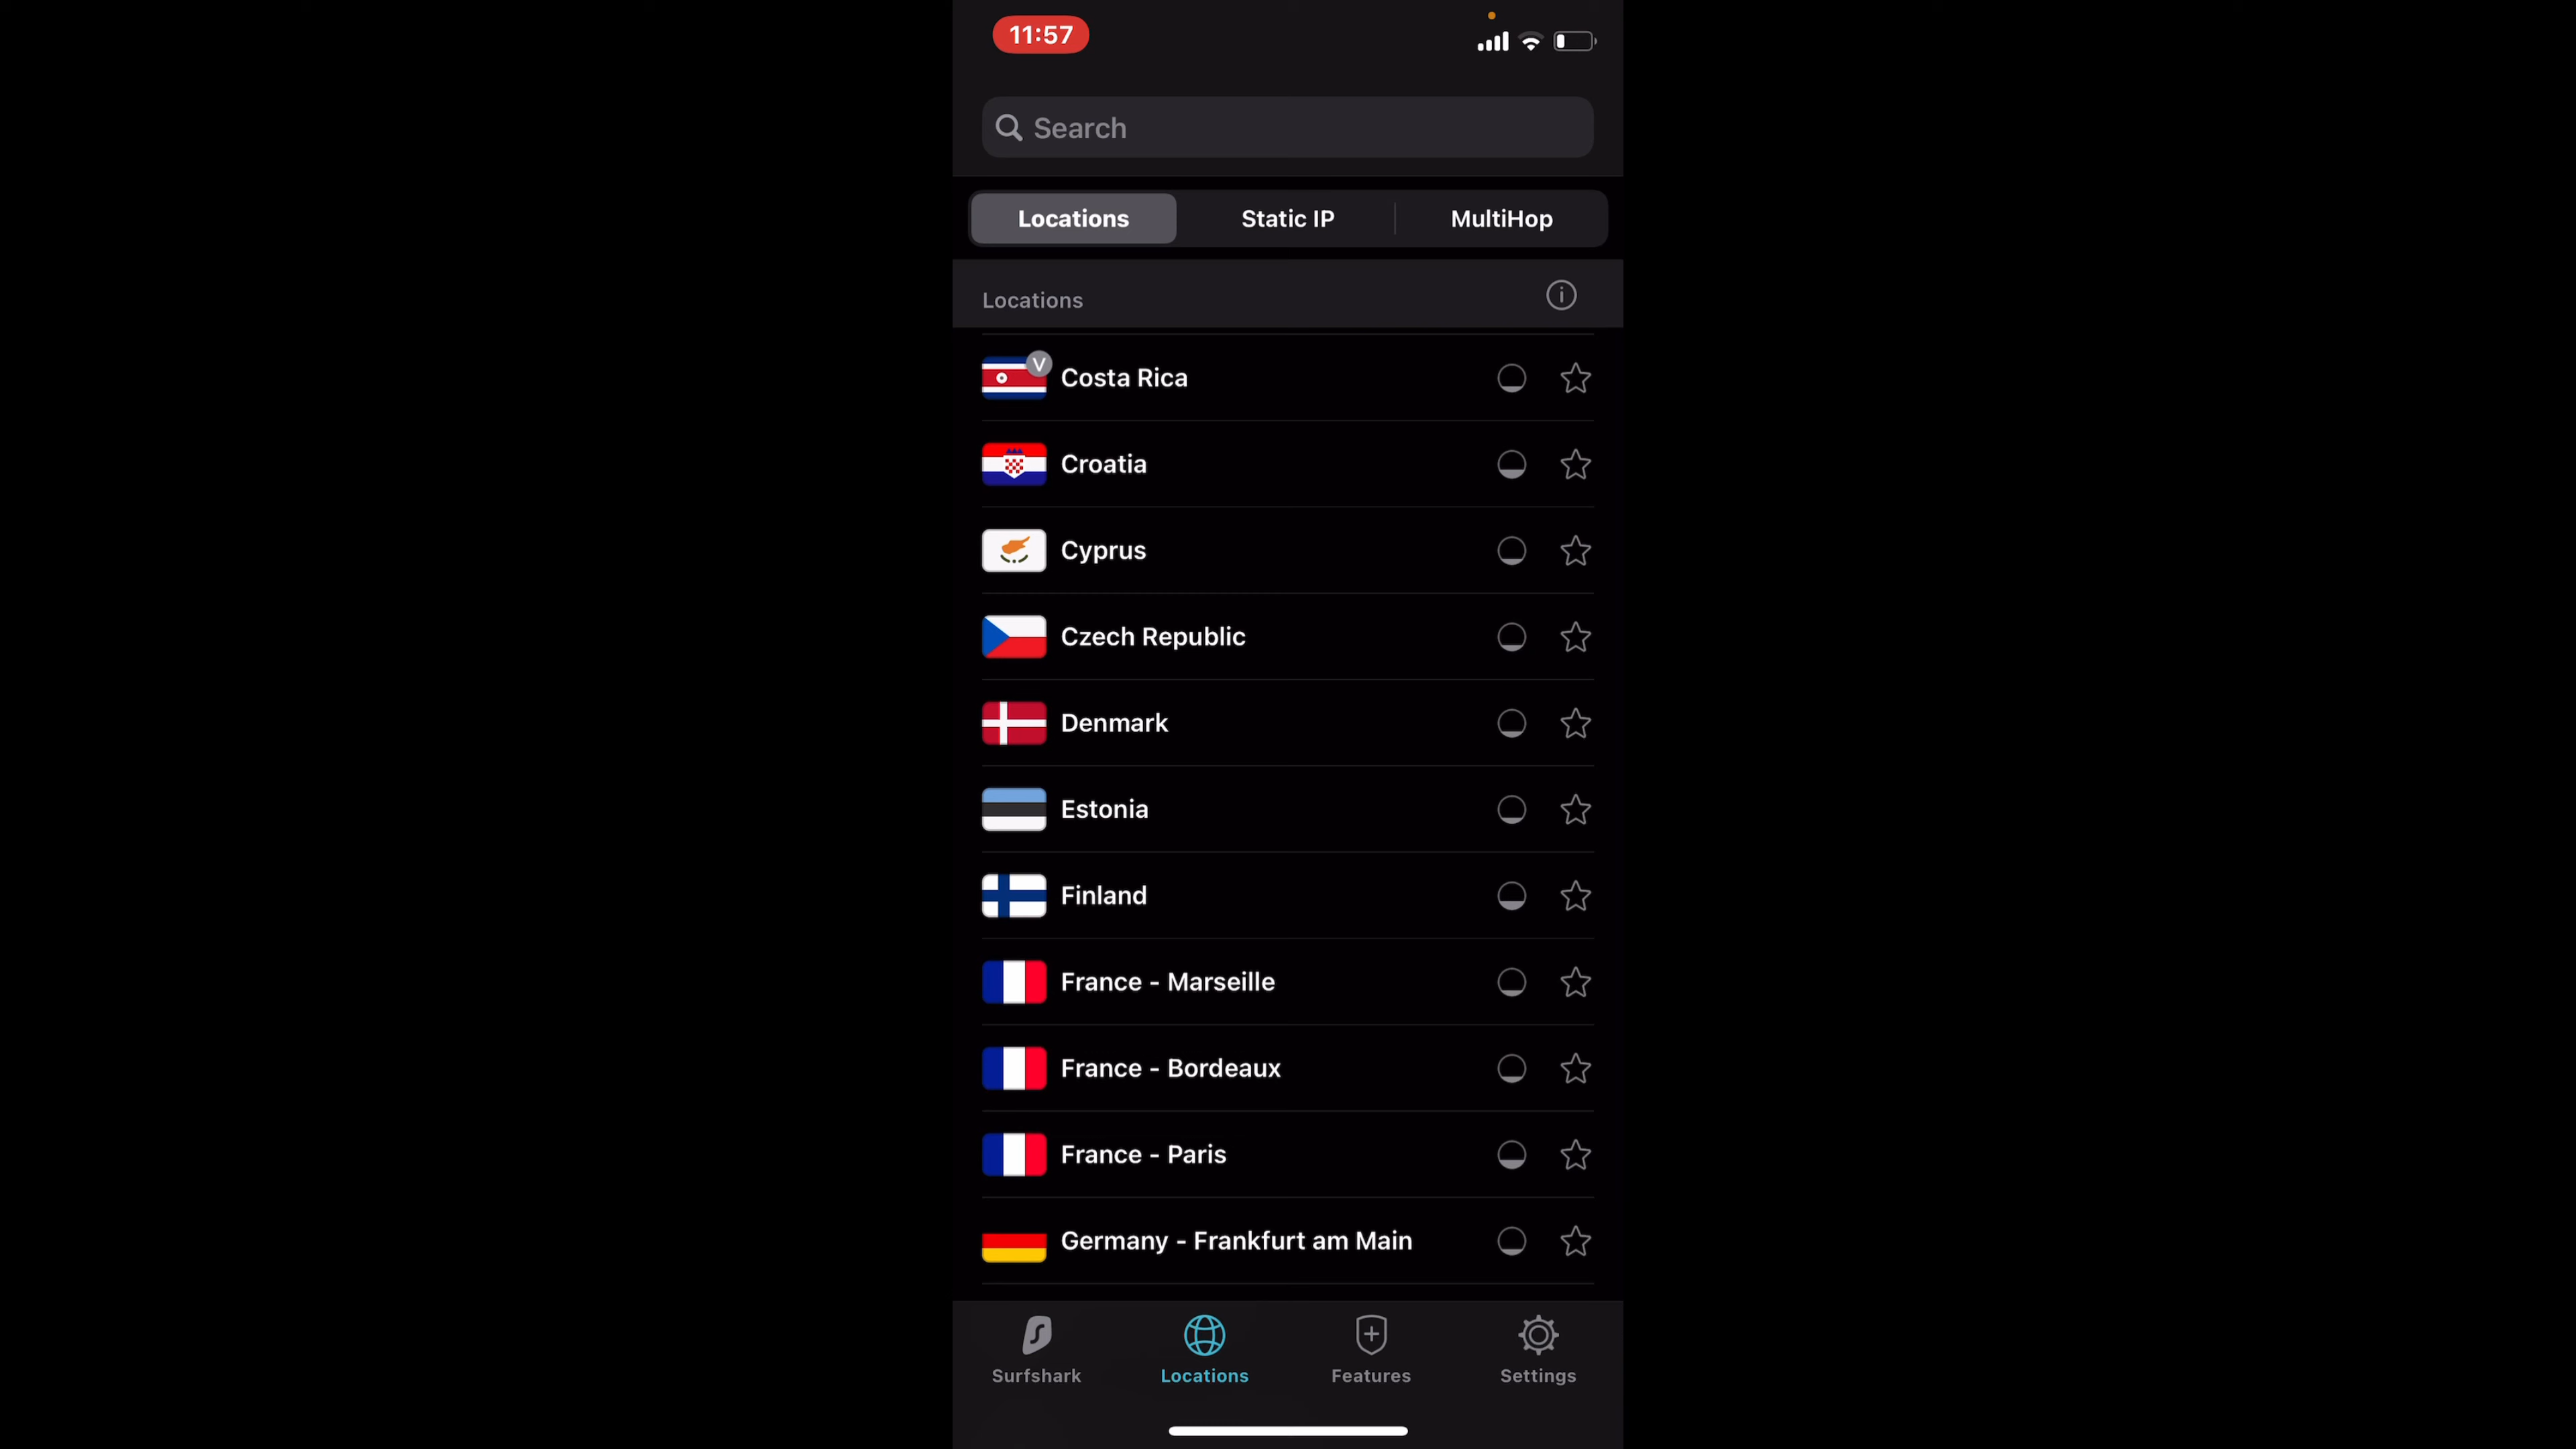 11:57
Search
Locations
Static IP
MultiHop
Locations
V
Costa Rica
Croatia
Cyprus
Czech Republic
Denmark
Estonia
Finland
France - Marseille
France - Bordeaux
France - Paris
Germany - Frankfurt am Main
Surfshark
Locations
Features
Settings